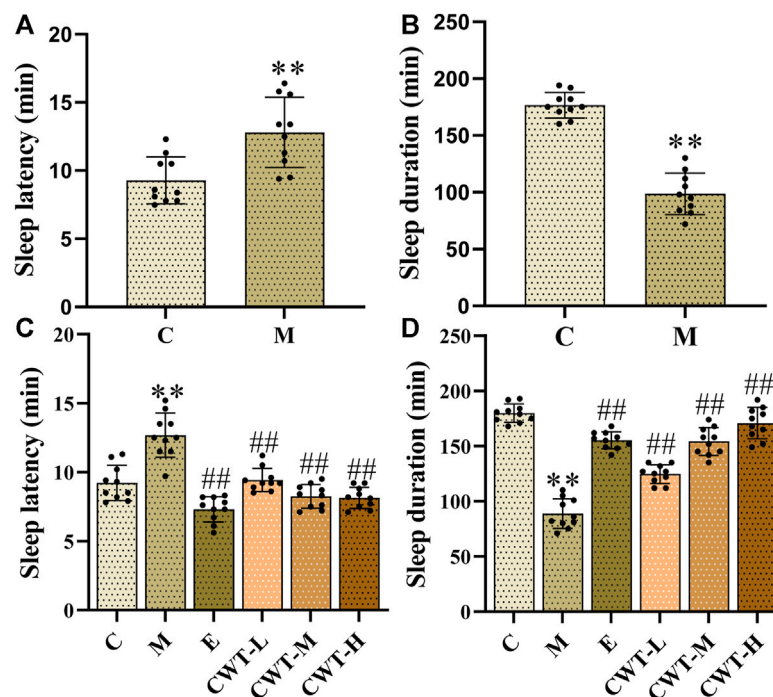 A
Sleep latency (min)
20
15
10
5
0
**
C
M
B
Sleep duration (min)
250
200
150
100
50
0
**
C
M
C
Sleep latency (min)
20
15
10
5
0
**
##
##
##
##
C
M
E
CWT-L
CWT-M
CWT-H
D
Sleep duration (min)
250
200
150
100
50
0
**
##
##
##
##
C
M
E
CWT-L
CWT-M
CWT-H